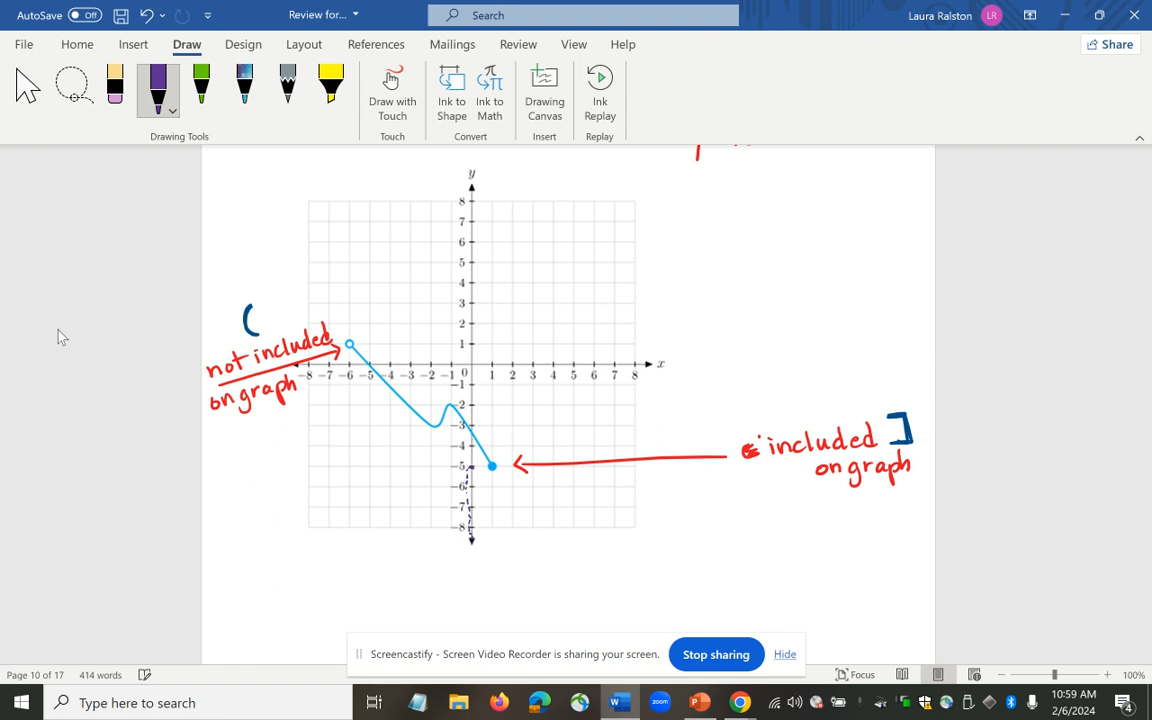 AutoSave Off Review for... Search Laura Ralston LR
File Home Insert Draw Design Layout References Mailings Review View Help Share
Draw with Touch
Ink to Shape
Ink to Math
Drawing Canvas
Ink Replay
Drawing Tools Touch Convert Insert Replay
y
8
7
6
5
4
3
2
1
−8 −7 −6 −5 −4 −3 −2 −1 0 1 2 3 4 5 6 7 8 x
−1
−2
−3
−4
−5
−6
−7
−8
(
not included
on graph
included ]
on graph
Screencastify - Screen Video Recorder is sharing your screen. Stop sharing Hide
Page 10 of 17 414 words Focus 100%
Type here to search zoom 10:59 AM
2/6/2024 4